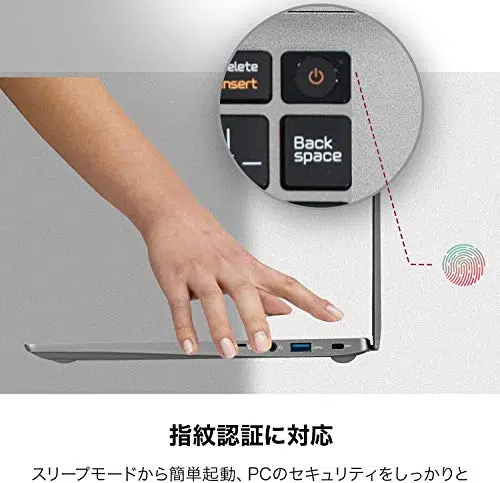 elete
nsert
Back
space
指紋認証に対応
スリープモードから簡単起動、PCのセキュリティをしっかりと